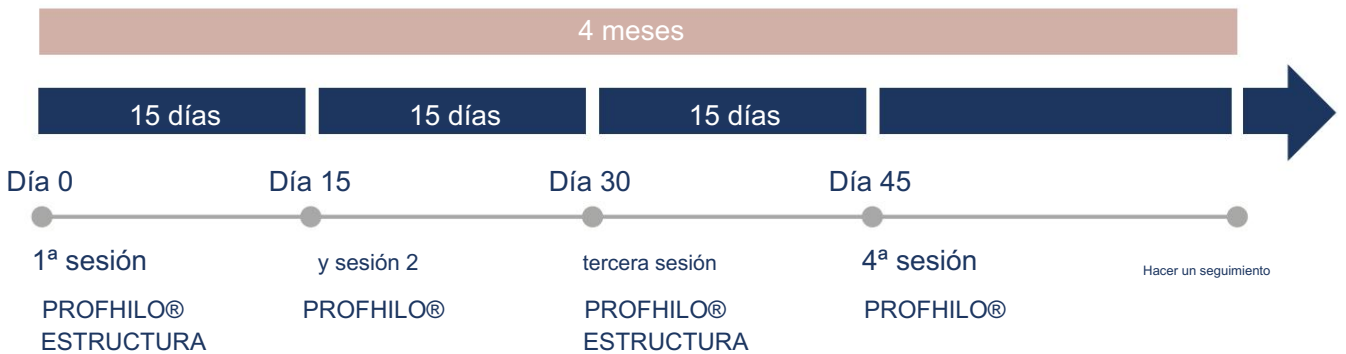 4 meses
15 días 15 días 15 días
Día 0 Día 15 Día 30 Día 45
1ª sesión y sesión 2 tercera sesión 4ª sesión Hacer un seguimiento
PROFHILO® PROFHILO® PROFHILO® PROFHILO®
ESTRUCTURA ESTRUCTURA